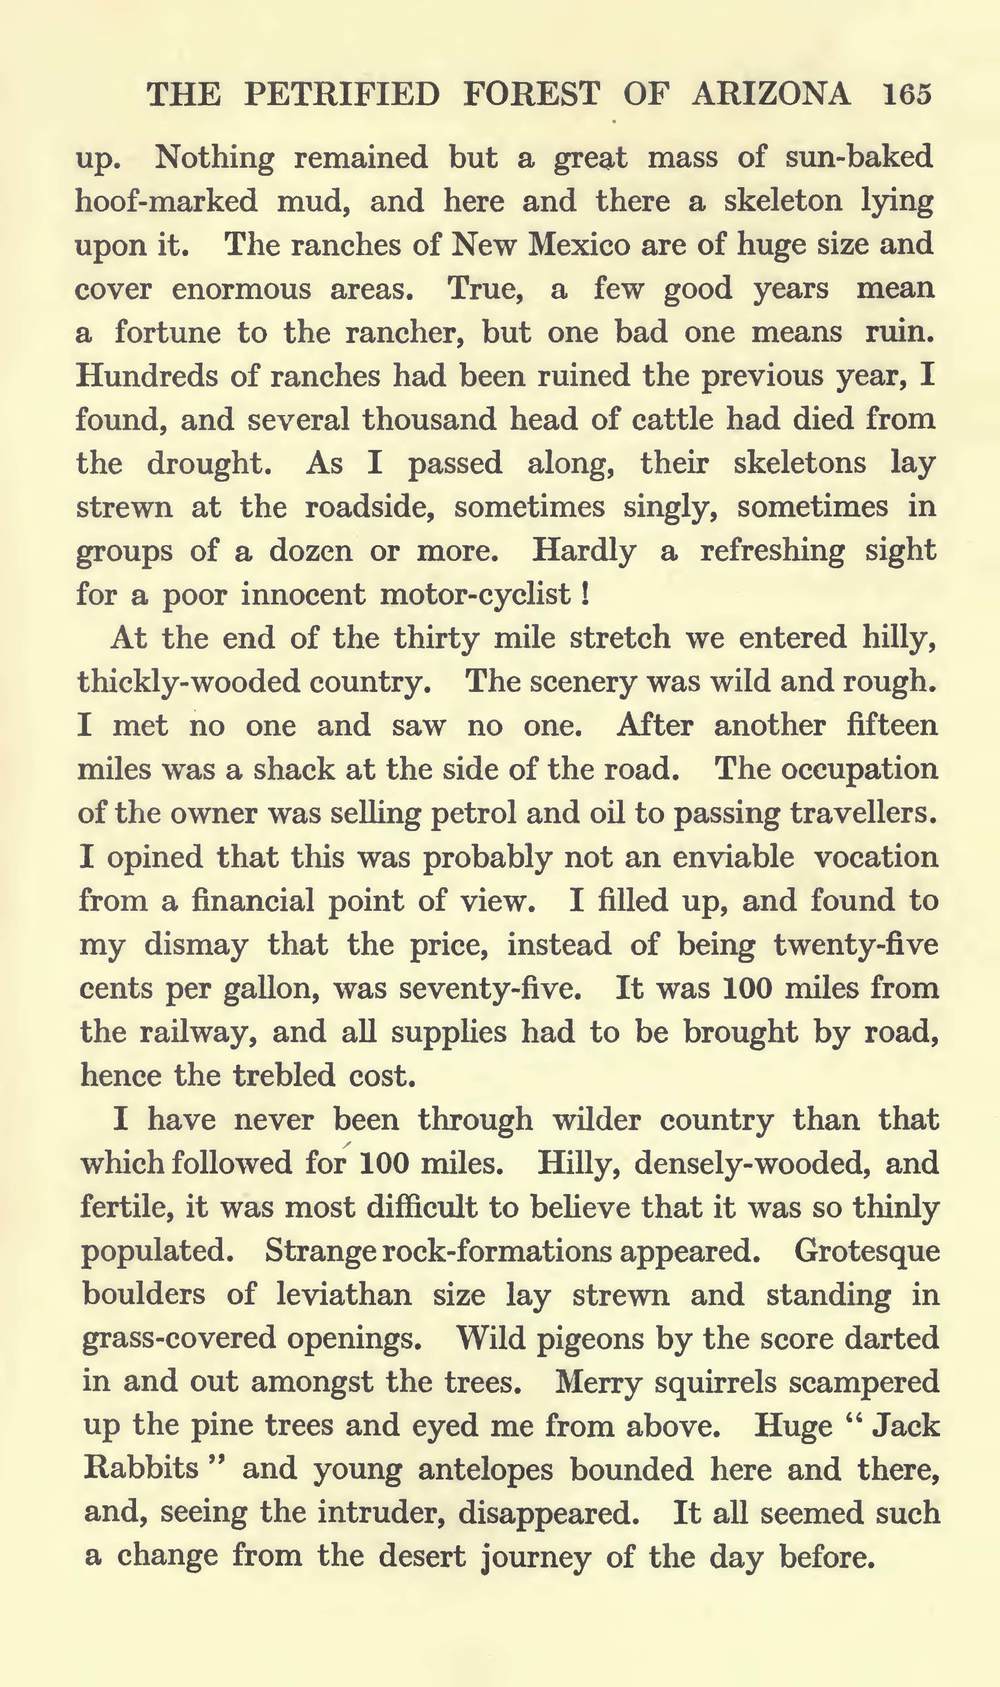 THE PETRIFIED FOREST OF ARIZONA 165
up. Nothing remained but a great mass of sun-baked
hoof-marked mud, and here and there a skeleton lying
upon it. The ranches of New Mexico are of huge size and
cover enormous areas. True, a few good years mean
a fortune to the rancher, but one bad one means ruin.
Hundreds of ranches had been ruined the previous year, I
found, and several thousand head of cattle had died from
the drought. As I passed along, their skeletons lay
strewn at the roadside, sometimes singly, sometimes in
groups of a dozen or more. Hardly a refreshing sight
for a poor innocent motor-cyclist !
At the end of the thirty mile stretch we entered hilly,
thickly-wooded country. The scenery was wild and rough.
I met no one and saw no one. After another fifteen
miles was a shack at the side of the road. The occupation
of the owner was selling petrol and oil to passing travellers.
I opined that this was probably not an enviable vocation
from a financial point of view. I filled up, and found to
my dismay that the price, instead of being twenty-five
cents per gallon, was seventy-five. It was 100 miles from
the railway, and all supplies had to be brought by road,
hence the trebled cost.
I have never been through wilder country than that
which followed for 100 miles. Hilly, densely-wooded, and
fertile, it was most difficult to believe that it was so thinly
populated. Strange rock-formations appeared. Grotesque
boulders of leviathan size lay strewn and standing in
grass-covered openings. Wild pigeons by the score darted
in and out amongst the trees. Merry squirrels scampered
up the pine trees and eyed me from above. Huge “ Jack
Rabbits ” and young antelopes bounded here and there,
and, seeing the intruder, disappeared. It all seemed such
a change from the desert journey of the day before.